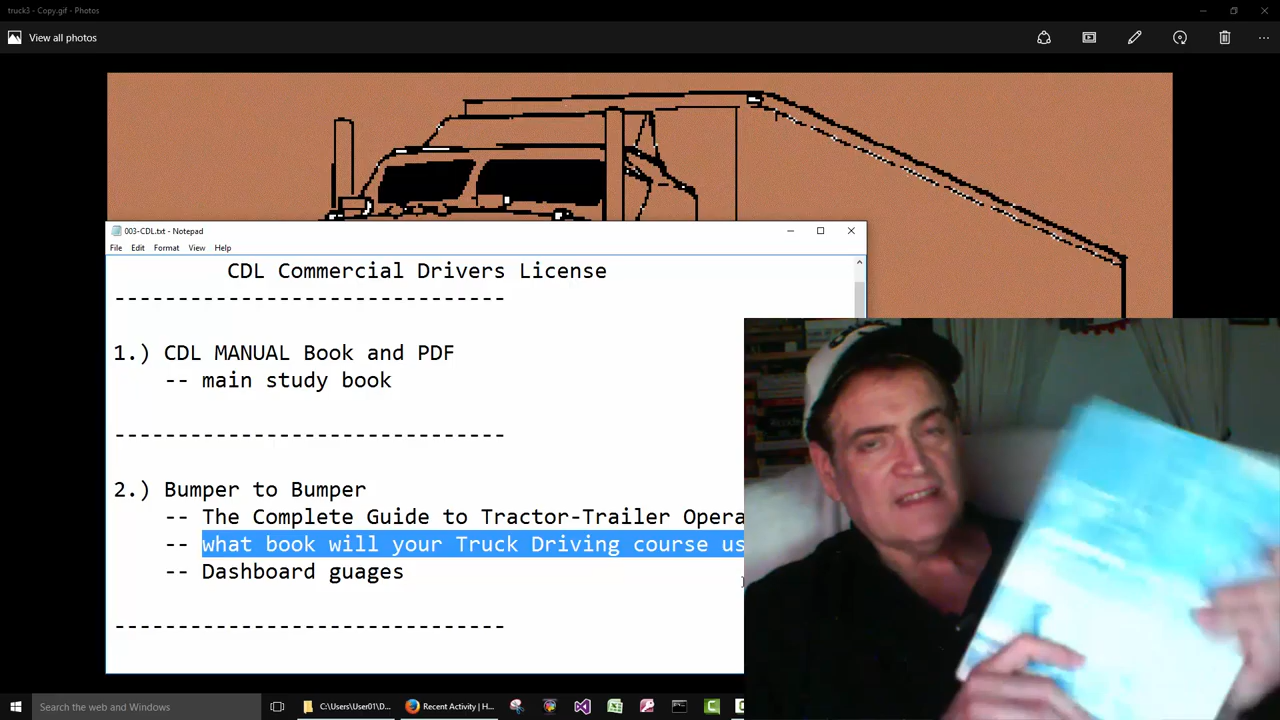 truck3 - Copy.gif - Photos
View all photos
003-CDL.txt - Notepad
File Edit Format View Help
CDL Commercial Drivers License
--------------------------------
1.) CDL MANUAL Book and PDF
-- main study book
--------------------------------
2.) Bumper to Bumper
-- The Complete Guide to Tractor-Trailer Opera
-- what book will your Truck Driving course us
-- Dashboard guages
--------------------------------
Search the web and Windows
C:\Users\User01\D...
Recent Activity | H...